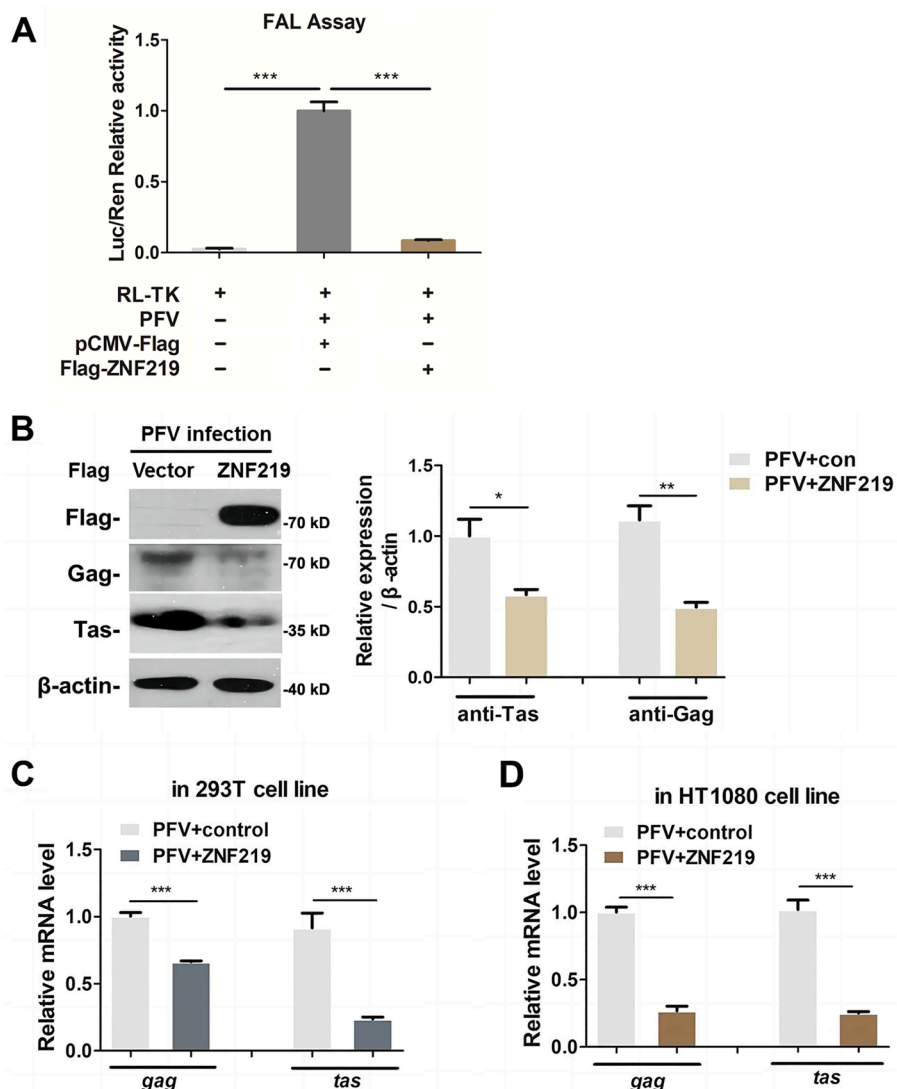 A
FAL Assay
Luc/Ren Relative activity
1.5
1.0
0.5
0.0
*** ***
RL-TK + + +
PFV – + +
pCMV-Flag – + –
Flag-ZNF219 – – +
B
PFV infection
Flag Vector ZNF219
Flag- -70 kD
Gag- -70 kD
Tas- -35 kD
β-actin- -40 kD
Relative expression
/ β-actin
1.5
1.0
0.5
0.0
* **
PFV+con
PFV+ZNF219
anti-Tas anti-Gag
C
in 293T cell line
PFV+control
PFV+ZNF219
Relative mRNA level
1.5
1.0
0.5
0.0
*** ***
gag tas
D
in HT1080 cell line
PFV+control
PFV+ZNF219
Relative mRNA level
1.5
1.0
0.5
0.0
*** ***
gag tas